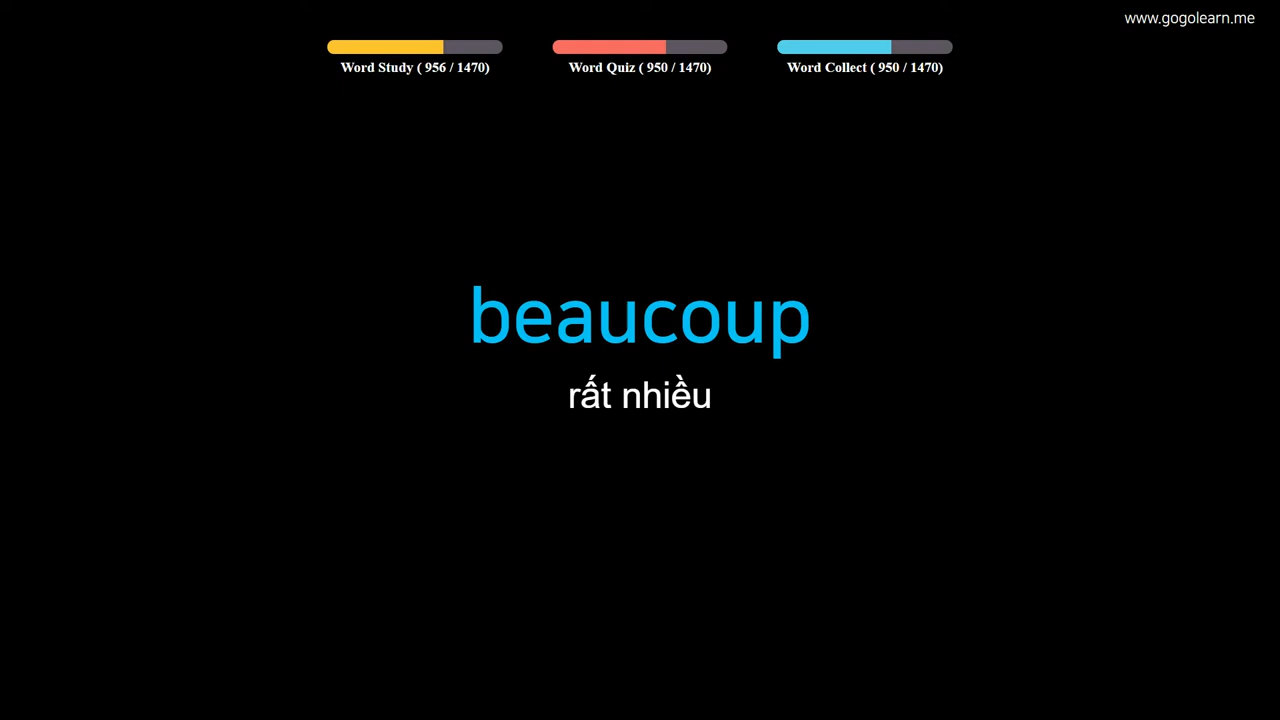 www.gogolearn.me
Word Study ( 956 / 1470)
Word Quiz ( 950 / 1470)
Word Collect ( 950 / 1470)
beaucoup
rất nhiều